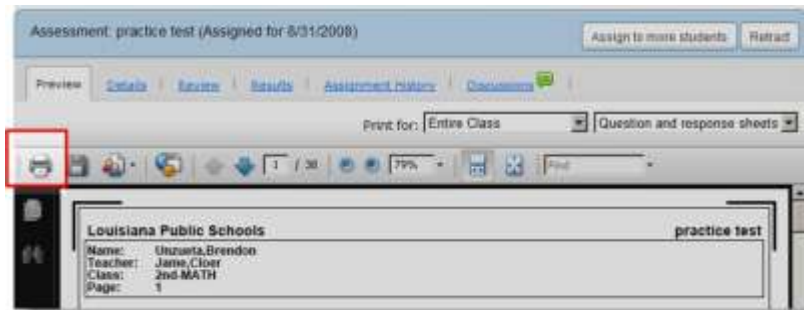 Assessment: practice test (Assigned for 8/31/2008)
Assign to more students
Retract
Preview
Details
Review
Results
Assignment History
Discussions
Print for:
Entire Class
Question and response sheets
1 / 30
79%
Find
Louisiana Public Schools
practice test
Name: Unzueta,Brendon
Teacher: Jame,Cloer
Class: 2nd-MATH
Page: 1